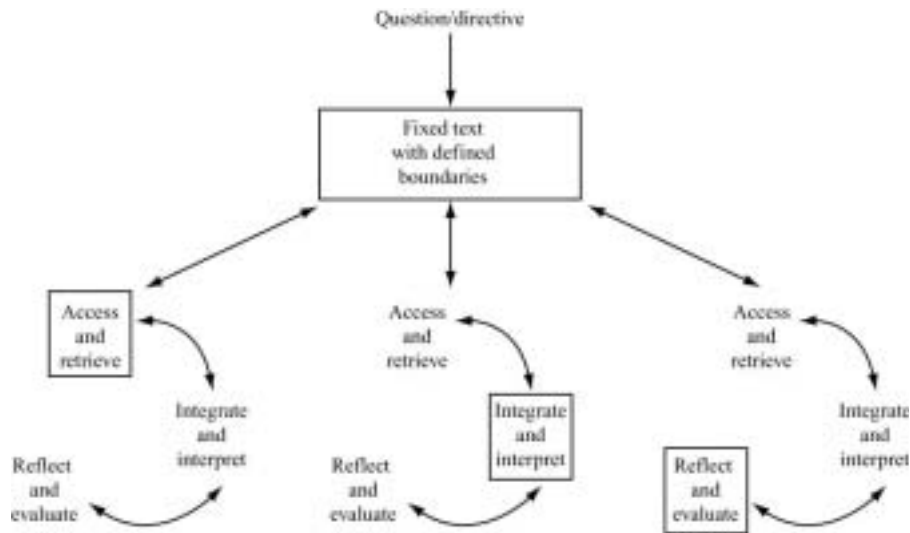 Question/directive
Fixed text
with defined
boundaries
Access
and
retrieve
Integrate
and
interpret
Reflect
and
evaluate
Access
and
retrieve
Integrate
and
interpret
Reflect
and
evaluate
Access
and
retrieve
Integrate
and
interpret
Reflect
and
evaluate